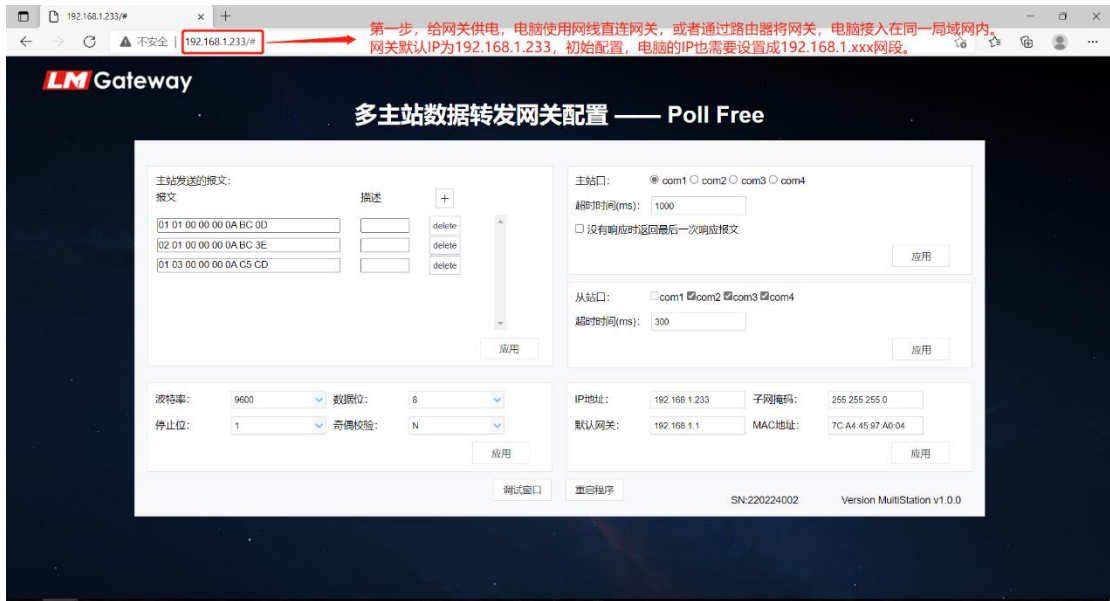 192.168.1.233/#
不安全 | 192.168.1.233/#
第一步，给网关供电，电脑使用网线直连网关，或者通过路由器将网关，电脑接入在同一局域网内。
网关默认IP为192.168.1.233，初始配置，电脑的IP也需要设置成192.168.1.xxx网段。
LM Gateway
多主站数据转发网关配置 —— Poll Free
主站发送的报文:
报文 描述 +
01 01 00 00 00 0A BC 0D delete
02 01 00 00 00 0A BC 3E delete
01 03 00 00 00 0A C5 CD delete
应用
主站口: com1 com2 com3 com4
超时时间(ms): 1000
没有响应时返回最后一次响应报文
应用
从站口: com1 com2 com3 com4
超时时间(ms): 300
应用
波特率: 9600 数据位: 8
停止位: 1 奇偶校验: N
应用
IP地址: 192.168.1.233 子网掩码: 255.255.255.0
默认网关: 192.168.1.1 MAC地址: 7C:A4:45:97:A0:04
应用
调试窗口 重启程序
SN:220224002 Version MultiStation v1.0.0